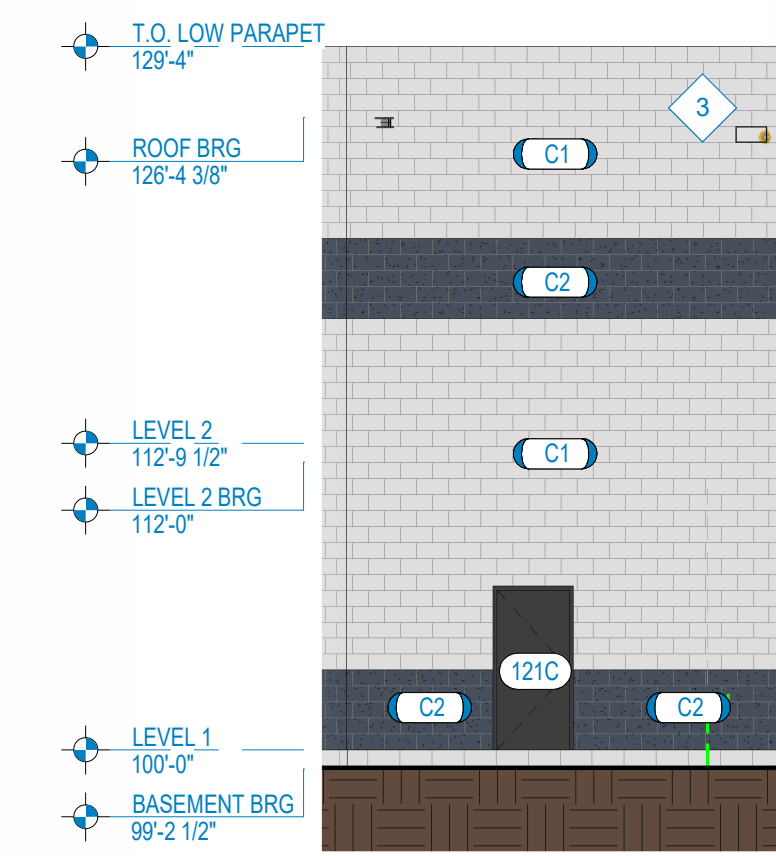 T.O. LOW PARAPET
129'-4"
3
ROOF BRG
126'-4 3/8"
C1
C2
LEVEL 2
112'-9 1/2"
C1
LEVEL 2 BRG
112'-0"
121C
C2
C2
LEVEL 1
100'-0"
BASEMENT BRG
99'-2 1/2"